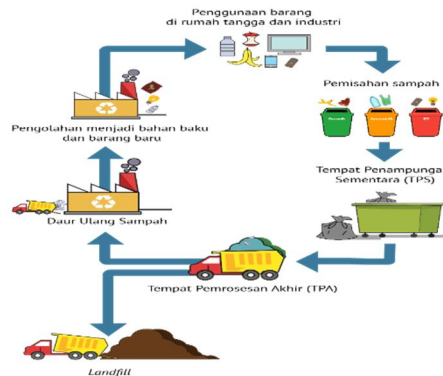 Penggunaan barang
di rumah tangga dan industri
Pemisahan sampah
Tempat Penampunga
Sementara (TPS)
Tempat Pemrosesan Akhir (TPA)
Landfill
Daur Ulang Sampah
Pengolahan menjadi bahan baku
dan barang baru